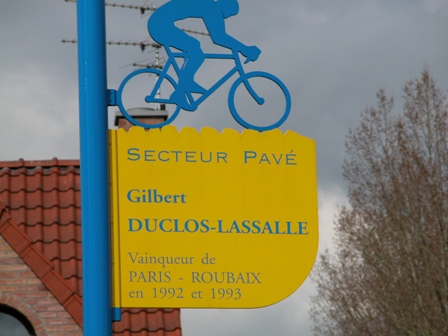 SECTEUR PAVÉ
Gilbert
DUCLOS-LASSALLE
Vainqueur de
PARIS - ROUBAIX
en 1992 et 1993